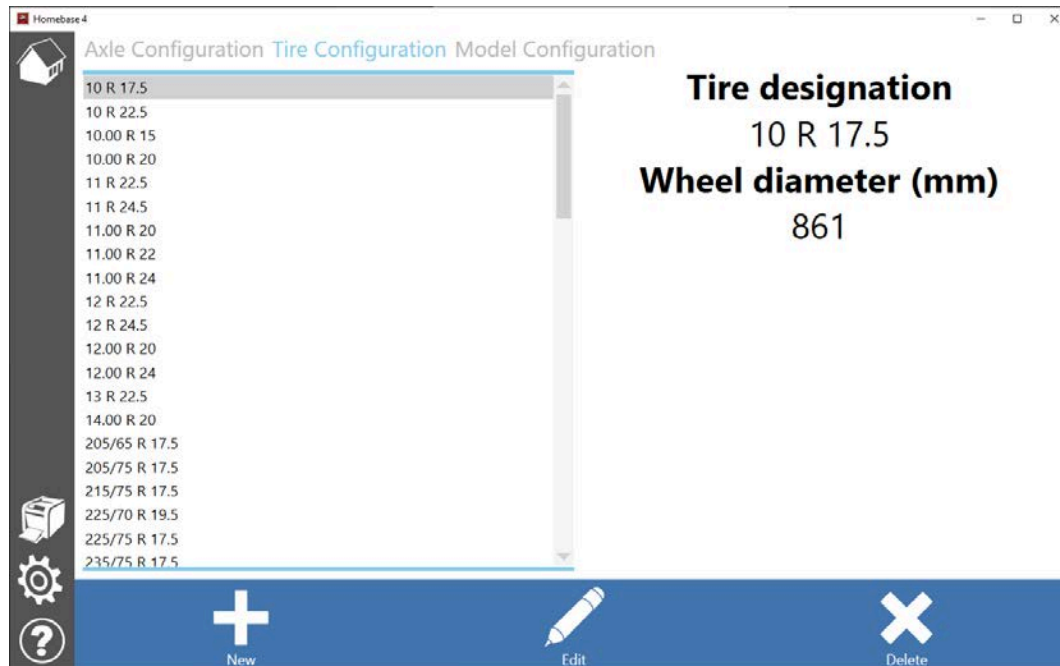 Homebase 4
Axle Configuration Tire Configuration Model Configuration
10 R 17.5
10 R 22.5
10.00 R 15
10.00 R 20
11 R 22.5
11 R 24.5
11.00 R 20
11.00 R 22
11.00 R 24
12 R 22.5
12 R 24.5
12.00 R 20
12.00 R 24
13 R 22.5
14.00 R 20
205/65 R 17.5
205/75 R 17.5
215/75 R 17.5
225/70 R 19.5
225/75 R 17.5
235/75 R 17.5
Tire designation
10 R 17.5
Wheel diameter (mm)
861
New
Edit
Delete